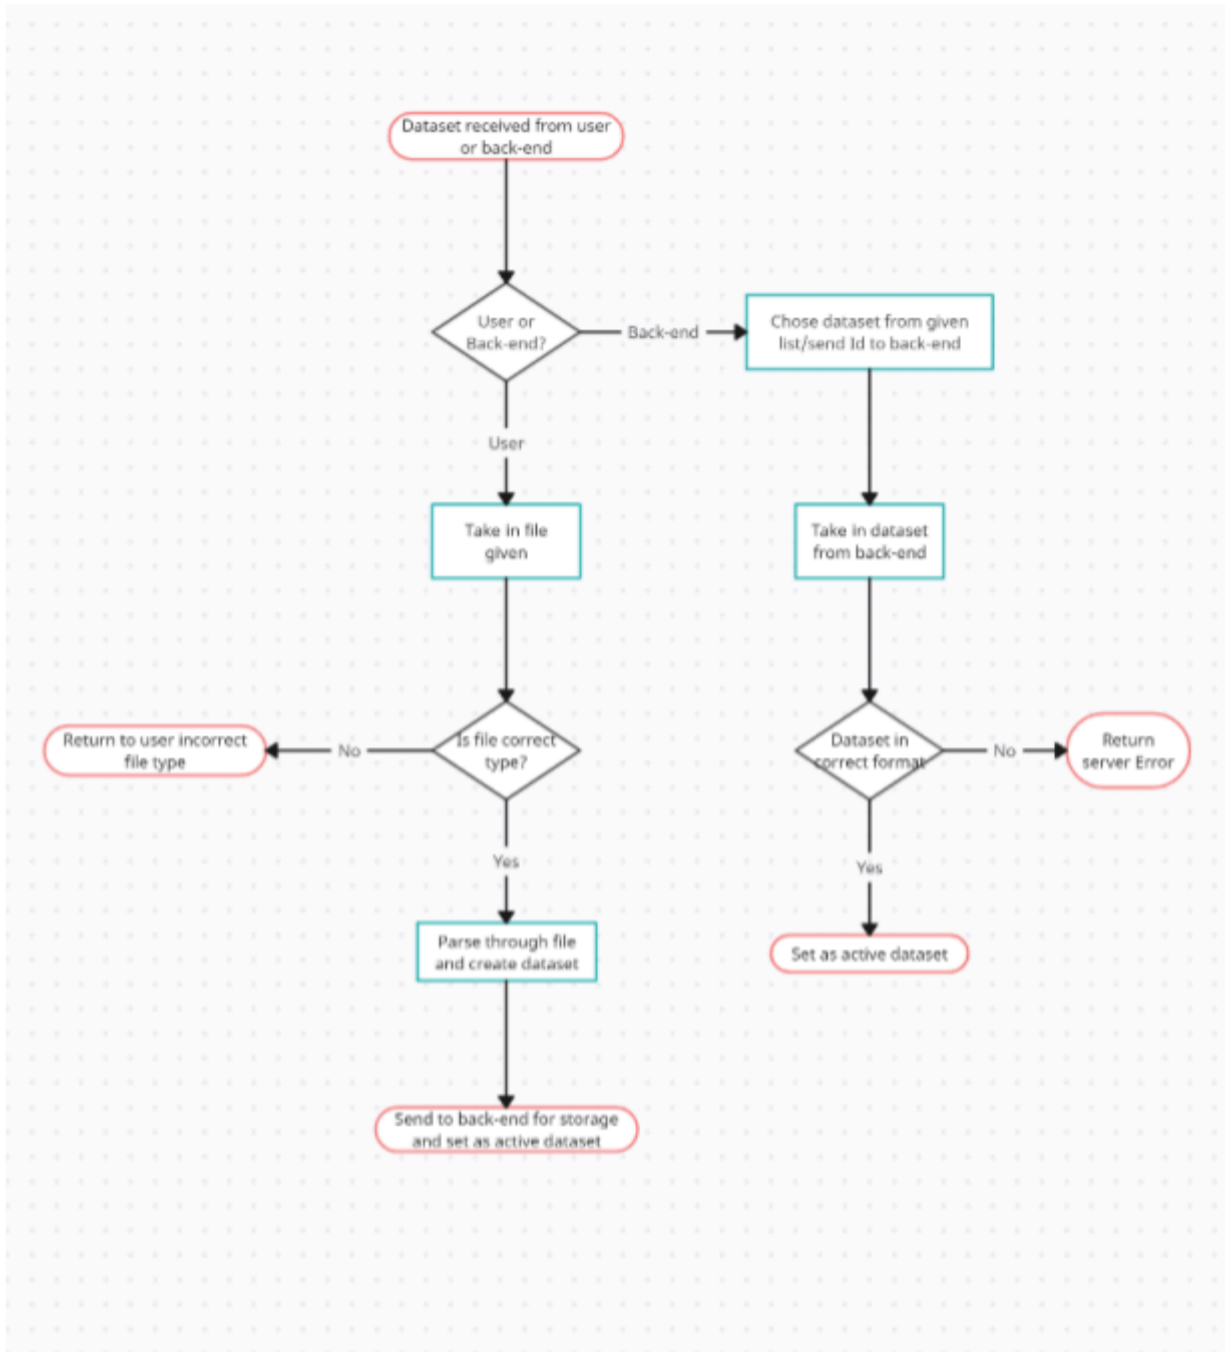 Dataset received from user
or back-end
User or
Back-end?
Back-end
Chose dataset from given
list/send Id to back-end
User
Take in file
given
Take in dataset
from back-end
Return to user incorrect
file type
No
Is file correct
type?
Dataset in
correct format
No
Return
server Error
Yes
Yes
Parse through file
and create dataset
Set as active dataset
Send to back-end for storage
and set as active dataset